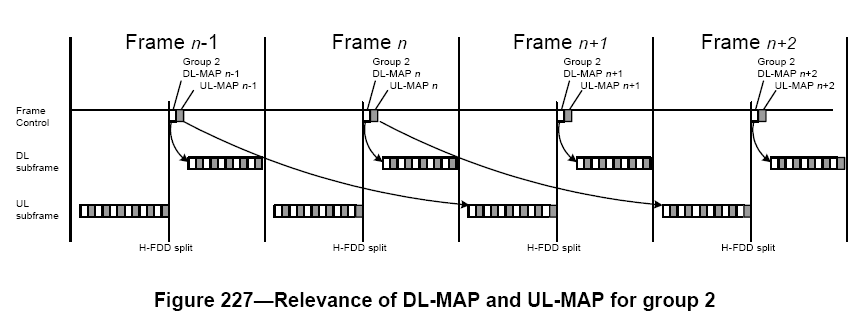 Frame n-1 Frame n Frame n+1 Frame n+2
Group 2 Group 2 Group 2 Group 2
DL-MAP n-1 DL-MAP n DL-MAP n+1 DL-MAP n+2
UL-MAP n-1 UL-MAP n UL-MAP n+1 UL-MAP n+2
Frame
Control
DL
subframe
UL
subframe
H-FDD split H-FDD split H-FDD split H-FDD split
Figure 227—Relevance of DL-MAP and UL-MAP for group 2